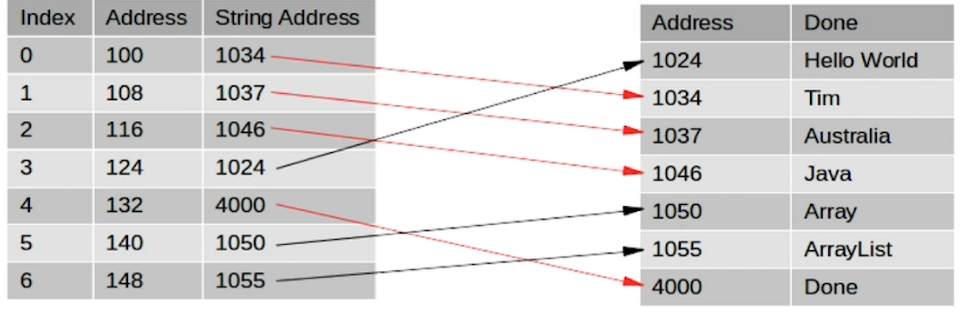 Index Address String Address
0 100 1034
1 108 1037
2 116 1046
3 124 1024
4 132 4000
5 140 1050
6 148 1055
Address Done
1024 Hello World
1034 Tim
1037 Australia
1046 Java
1050 Array
1055 ArrayList
4000 Done